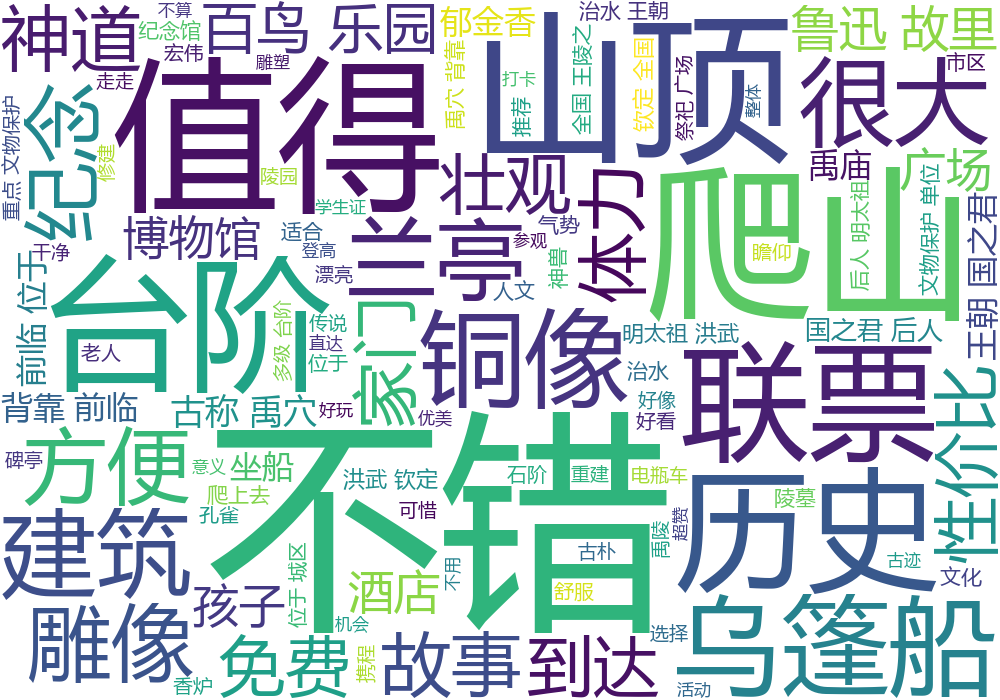 神道
不算
纪念馆
宏伟
走走
雕塑
百鸟 乐园
郁金香
治水 王朝
鲁迅 故里
市区
值得
山顶
很大
禹穴 背靠
打卡
推荐
全国 王陵之
钦定 全国
祭祀 广场
整体
重点 文物保护
纪念
修建
陵园
学生证
壮观
体力
爬山
禹庙
广场
瞻仰
后人 明太祖
文物保护 单位
王朝 国之君
博物馆
适合
登高
漂亮
兰亭
参观
气势
神兽
人文
干净
前临 位于
台阶
老人
多级 台阶
传说
直达
位于
家门
铜像
明太祖 洪武
国之君 后人
治水
好像
好看
联票
性价比
背靠 前临
古称 禹穴
好玩
优美
方便
碑亭
意义
坐船
爬上去
孔雀
洪武 钦定
可惜
不错
石阶
重建
电瓶车
禹陵
超赞
陵墓
历史
古迹
文化
建筑
孩子
位于 城区
机会
酒店
不用
古朴
舒服
雕像
香炉
免费
携程
故事
到达
选择
活动
乌篷船